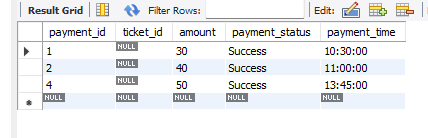 Result Grid Filter Rows: Edit:
payment_id ticket_id amount payment_status payment_time
1 NULL 30 Success 10:30:00
2 NULL 40 Success 11:00:00
4 NULL 50 Success 13:45:00
NULL NULL NULL NULL NULL